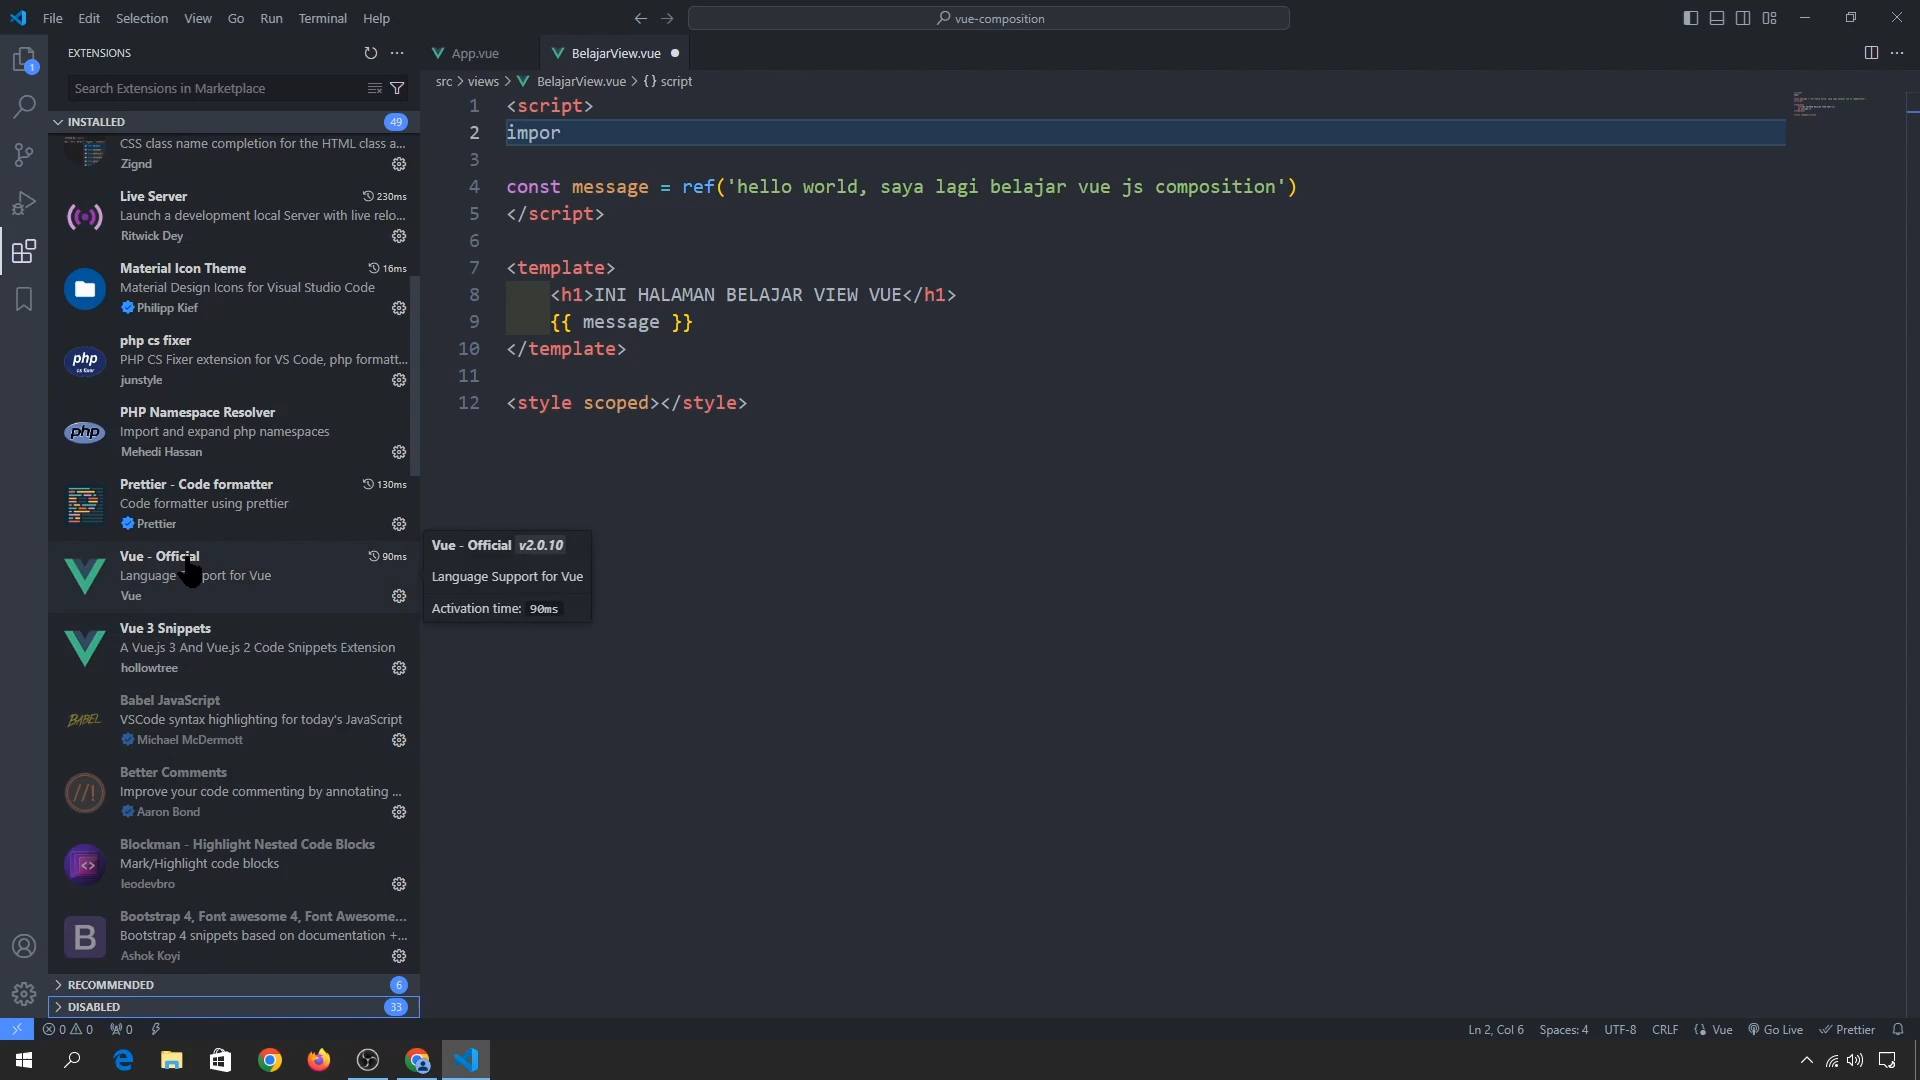 File Edit Selection View Go Run Terminal Help
vue-composition
EXTENSIONS
Search Extensions in Marketplace
INSTALLED 49
CSS class name completion for the HTML class a...
Zignd
Live Server 230ms
Launch a development local Server with live relo...
Ritwick Dey
Material Icon Theme 16ms
Material Design Icons for Visual Studio Code
Philipp Kief
php cs fixer
PHP CS Fixer extension for VS Code, php formatt...
junstyle
PHP Namespace Resolver
Import and expand php namespaces
Mehedi Hassan
Prettier - Code formatter 130ms
Code formatter using prettier
Prettier
Vue - Official 90ms
Language port for Vue
Vue
Vue 3 Snippets
A Vue.js 3 And Vue.js 2 Code Snippets Extension
hollowtree
Babel JavaScript
VSCode syntax highlighting for today's JavaScript
Michael McDermott
Better Comments
Improve your code commenting by annotating ...
Aaron Bond
Blockman - Highlight Nested Code Blocks
Mark/Highlight code blocks
leodevbro
Bootstrap 4, Font awesome 4, Font Awesome...
Bootstrap 4 snippets based on documentation +...
Ashok Koyi
RECOMMENDED 6
DISABLED 33
App.vue BelajarView.vue
src > views > BelajarView.vue > {} script
1 <script>
2 impor
3
4 const message = ref('hello world, saya lagi belajar vue js composition')
5 </script>
6
7 <template>
8 <h1>INI HALAMAN BELAJAR VIEW VUE</h1>
9 {{ message }}
10 </template>
11
12 <style scoped></style>
Vue - Official v2.0.10
Language Support for Vue
Activation time: 90ms
0 0 0 Ln 2, Col 6 Spaces: 4 UTF-8 CRLF Vue Go Live Prettier